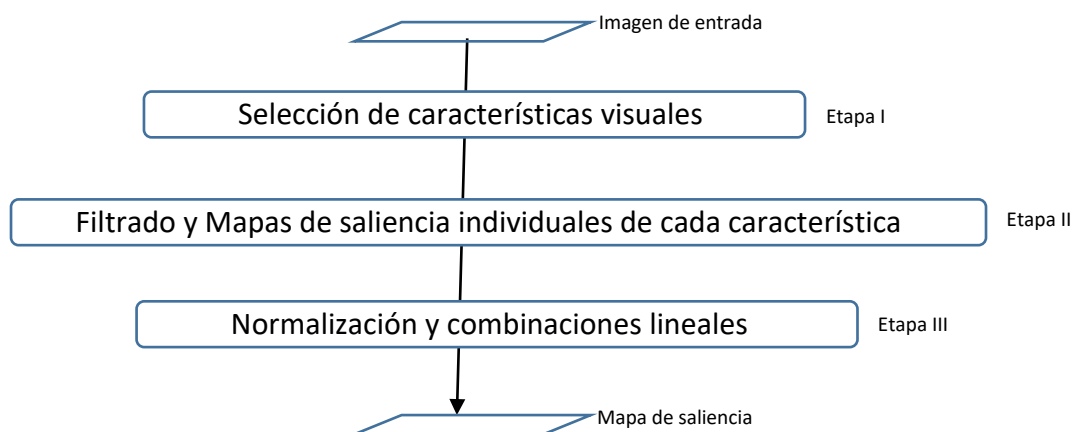 Imagen de entrada
Selección de características visuales
Etapa I
Filtrado y Mapas de saliencia individuales de cada característica
Etapa II
Normalización y combinaciones lineales
Etapa III
Mapa de saliencia